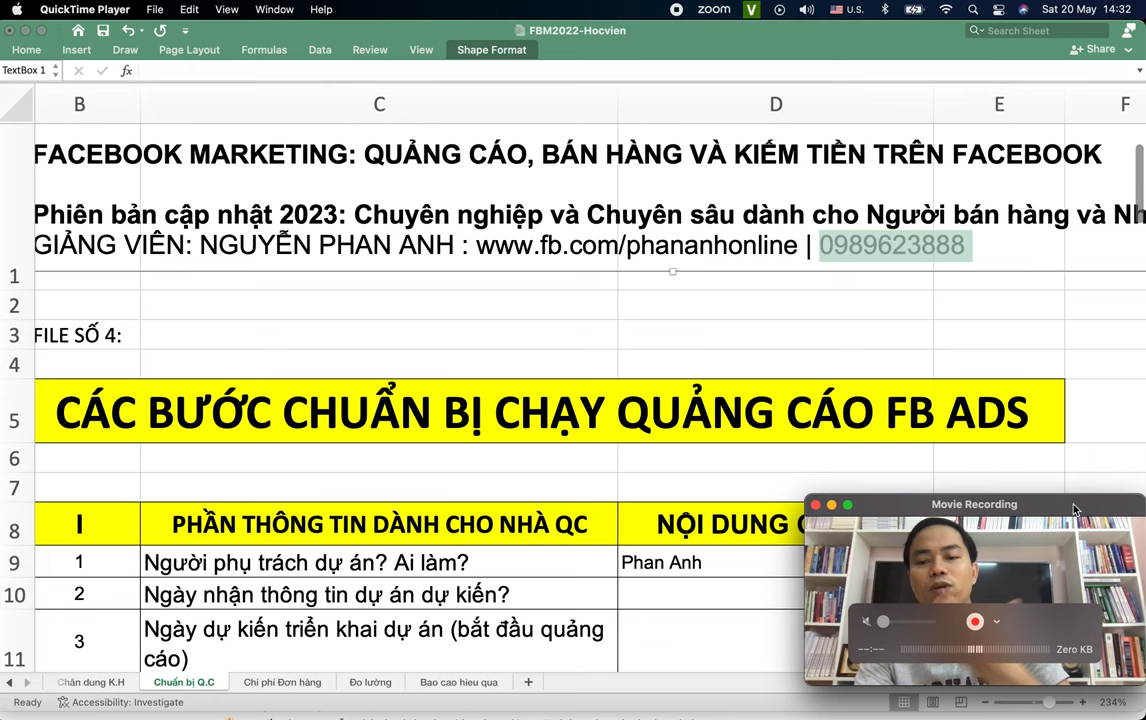 QuickTime Player File Edit View Window Help zoom V U.S. Sat 20 May 14:32
FBM2022-Hocvien
Search Sheet
Home Insert Draw Page Layout Formulas Data Review View Shape Format Share
TextBox 1 fx
B C D E F
FACEBOOK MARKETING: QUẢNG CÁO, BÁN HÀNG VÀ KIẾM TIỀN TRÊN FACEBOOK
Phiên bản cập nhật 2023: Chuyên nghiệp và Chuyên sâu dành cho Người bán hàng và Nh
GIẢNG VIÊN: NGUYỄN PHAN ANH : www.fb.com/phananhonline | 0989623888
1
2
3 FILE SỐ 4:
4
5 CÁC BƯỚC CHUẨN BỊ CHẠY QUẢNG CÁO FB ADS
6
7
8 I PHẦN THÔNG TIN DÀNH CHO NHÀ QC NỘI DUNG
9 1 Người phụ trách dự án? Ai làm? Phan Anh
10 2 Ngày nhận thông tin dự án dự kiến?
11 3 Ngày dự kiến triển khai dự án (bắt đầu quảng
cáo)
Movie Recording
--:-- Zero KB
Chân dung K.H Chuẩn bị Q.C Chi phí Đơn hàng Đo lường Bao cao hieu qua +
Ready Accessibility: Investigate 234%